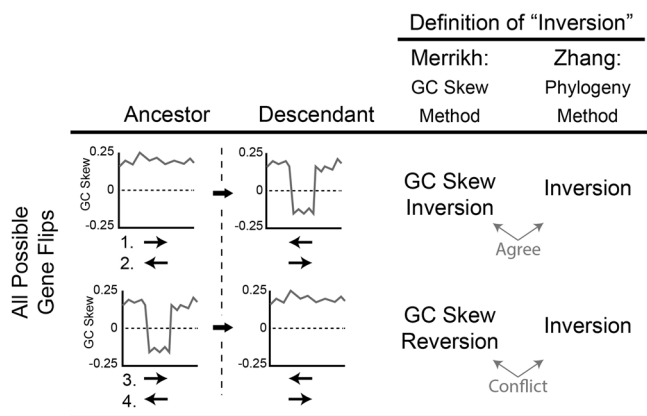 Definition of “Inversion”
Merrikh:
GC Skew
Method
Zhang:
Phylogeny
Method
Ancestor
Descendant
All Possible
Gene Flips
GC Skew
0.25
0
-0.25
1.
2.
0.25
0
-0.25
GC Skew
Inversion
Inversion
Agree
GC Skew
0.25
0
0.25
3.
4.
0.25
0
-0.25
GC Skew
Reversion
Inversion
Conflict